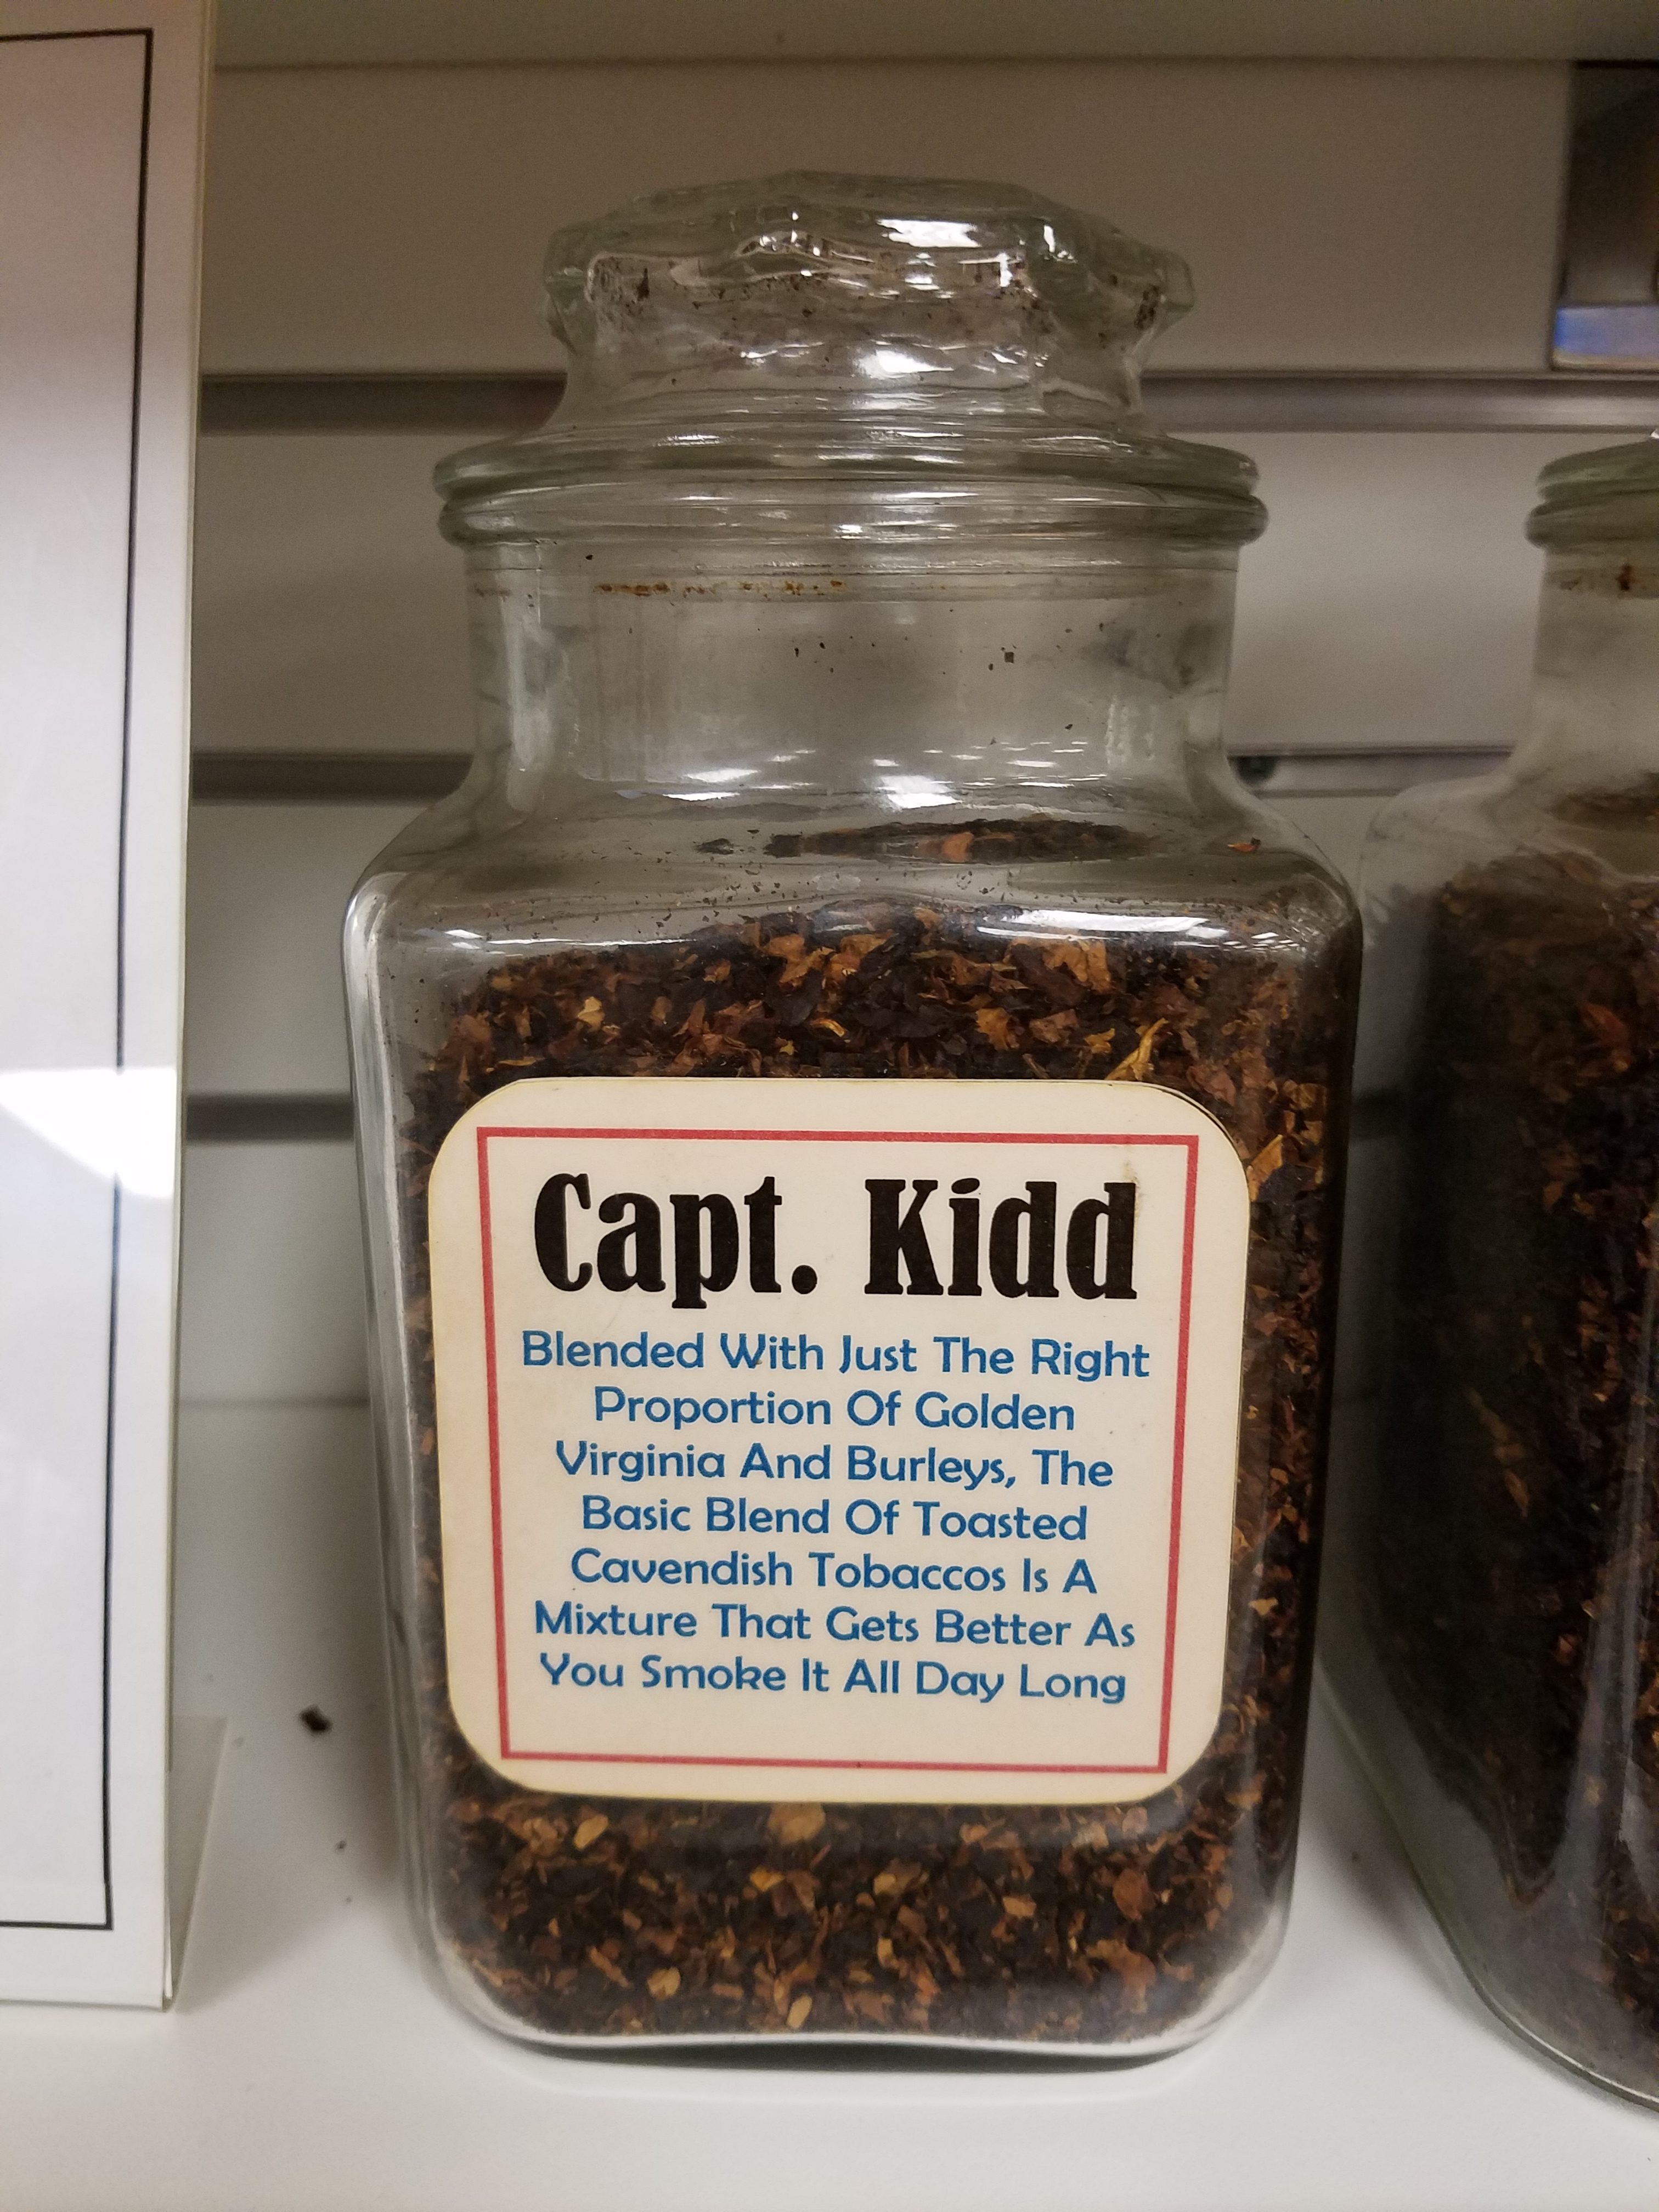 Capt. Kidd
Blended With Just The Right
Proportion Of Golden
Virginia And Burleys, The
Basic Blend Of Toasted
Cavendish Tobaccos Is A
Mixture That Gets Better As
You Smoke It All Day Long